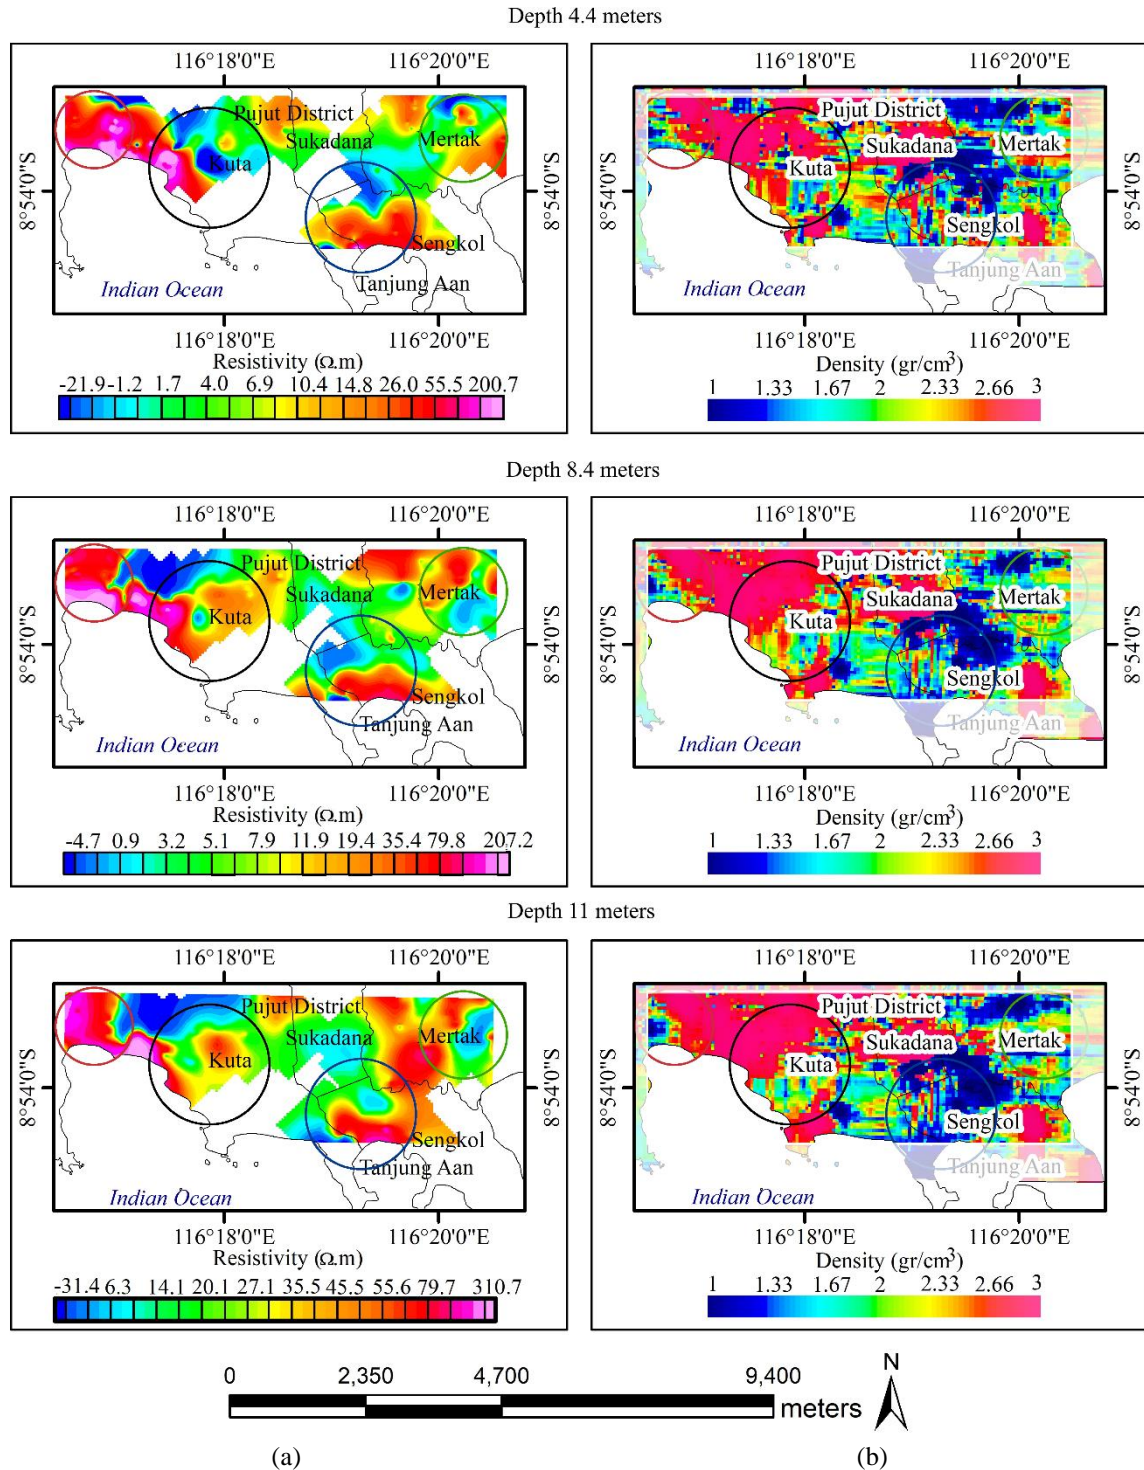 Depth 4.4 meters
116°18'0"E 116°20'0"E 116°18'0"E 116°20'0"E
Pujut District
Sukadana
Mertak
Kuta
8°54'0"S
Sengkol
Tanjung Aan
Indian Ocean
116°18'0"E 116°20'0"E
Resistivity (Ω.m)
-21.9 -1.2 1.7 4.0 6.9 10.4 14.8 26.0 55.5 200.7
Pujut District
Sukadana
Mertak
Kuta
8°54'0"S
8°54'0"S
Sengkol
Tanjung Aan
Indian Ocean
116°18'0"E 116°20'0"E
Density (gr/cm³)
1 1.33 1.67 2 2.33 2.66 3
Depth 8.4 meters
116°18'0"E 116°20'0"E 116°18'0"E 116°20'0"E
Pujut District
Sukadana
Mertak
Kuta
8°54'0"S
Sengkol
Tanjung Aan
Indian Ocean
116°18'0"E 116°20'0"E
Resistivity (Ω.m)
-4.7 0.9 3.2 5.1 7.9 11.9 19.4 35.4 79.8 207.2
Pujut District
Sukadana
Mertak
Kuta
8°54'0"S
8°54'0"S
Sengkol
Tanjung Aan
Indian Ocean
116°18'0"E 116°20'0"E
Density (gr/cm³)
1 1.33 1.67 2 2.33 2.66 3
Depth 11 meters
116°18'0"E 116°20'0"E 116°18'0"E 116°20'0"E
Pujut District
Sukadana
Mertak
Kuta
8°54'0"S
Sengkol
Tanjung Aan
Indian Ocean
116°18'0"E 116°20'0"E
Resistivity (Ω.m)
-31.4 6.3 14.1 20.1 27.1 35.5 45.5 55.6 79.7 310.7
Pujut District
Sukadana
Mertak
Kuta
8°54'0"S
8°54'0"S
Sengkol
Tanjung Aan
Indian Ocean
116°18'0"E 116°20'0"E
Density (gr/cm³)
1 1.33 1.67 2 2.33 2.66 3
N
0 2,350 4,700 9,400
meters
(a) (b)